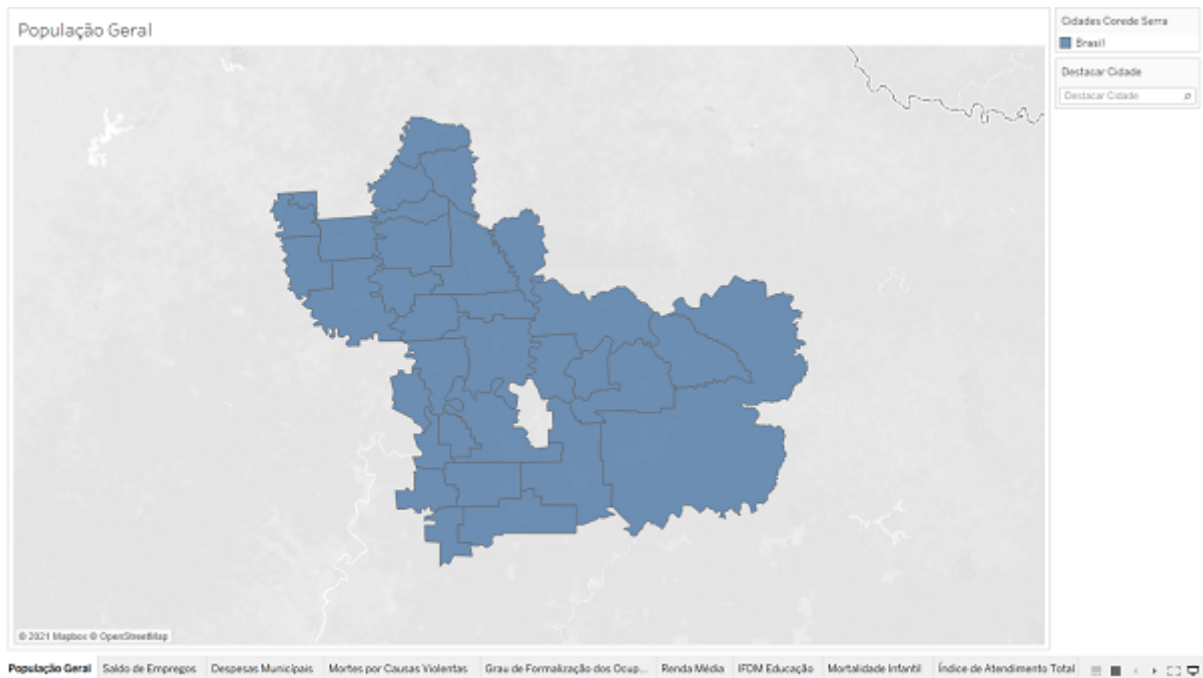 População Geral
Cidades Corede Serra
Brasil
Destacar Cidade
Destacar Cidade
© 2021 Mapbox © OpenStreetMap
População Geral Saldo de Empregos Despesas Municipais Mortes por Causas Violentas Grau de Formalização dos Ocup... Renda Média IFDM Educação Mortalidade Infantil Índice de Atendimento Total